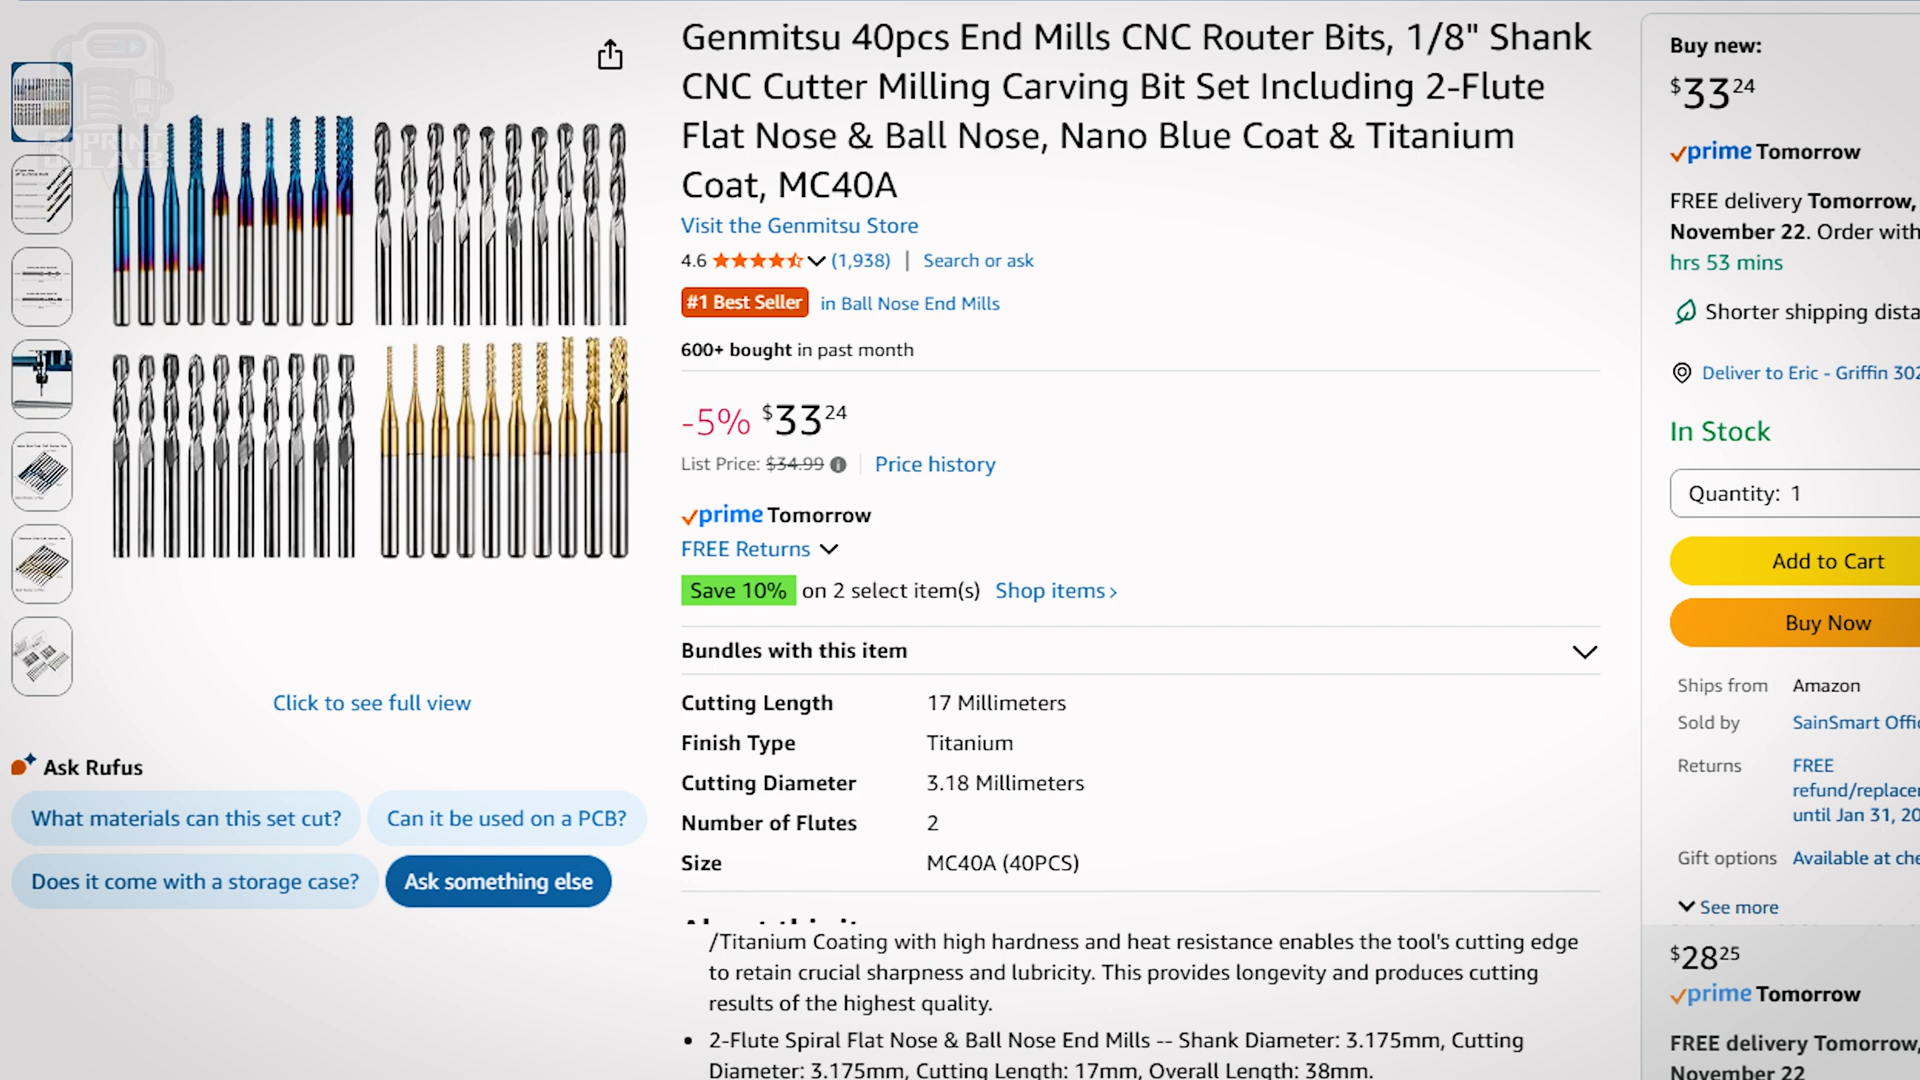 Genmitsu 40pcs End Mills CNC Router Bits, 1/8" Shank
CNC Cutter Milling Carving Bit Set Including 2-Flute
Flat Nose & Ball Nose, Nano Blue Coat & Titanium
Coat, MC40A
Visit the Genmitsu Store
4.6 (1,938) | Search or ask
#1 Best Seller in Ball Nose End Mills
600+ bought in past month
-5% $33 24
List Price: $34.99 Price history
prime Tomorrow
FREE Returns
Save 10% on 2 select item(s) Shop items ›
Bundles with this item
Cutting Length 17 Millimeters
Finish Type Titanium
Cutting Diameter 3.18 Millimeters
Number of Flutes 2
Size MC40A (40PCS)
/Titanium Coating with high hardness and heat resistance enables the tool's cutting edge
to retain crucial sharpness and lubricity. This provides longevity and produces cutting
results of the highest quality.
• 2-Flute Spiral Flat Nose & Ball Nose End Mills -- Shank Diameter: 3.175mm, Cutting
Diameter: 3.175mm, Cutting Length: 17mm, Overall Length: 38mm.
Click to see full view
Ask Rufus
What materials can this set cut?
Can it be used on a PCB?
Does it come with a storage case?
Ask something else
Buy new:
$33 24
prime Tomorrow
FREE delivery Tomorrow,
November 22. Order with
hrs 53 mins
Shorter shipping dista
Deliver to Eric - Griffin 302
In Stock
Quantity: 1
Add to Cart
Buy Now
Ships from Amazon
Sold by SainSmart Offi
Returns FREE
refund/replace
until Jan 31, 20
Gift options Available at che
See more
$28 25
prime Tomorrow
FREE delivery Tomorrow,
November 22
3D PRINT
LAB